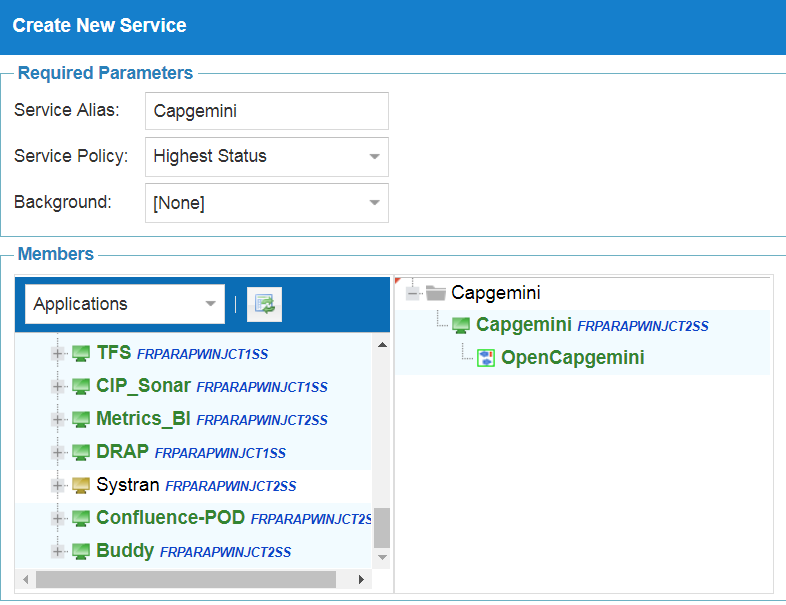 Create New Service
Required Parameters
Service Alias: Capgemini
Service Policy: Highest Status
Background: [None]
Members
Applications
TFS FRPARAPWINJCT1SS
CIP_Sonar FRPARAPWINJCT1SS
Metrics_BI FRPARAPWINJCT2SS
DRAP FRPARAPWINJCT1SS
Systran FRPARAPWINJCT2SS
Confluence-POD FRPARAPWINJCT2S
Buddy FRPARAPWINJCT2SS
Capgemini
Capgemini FRPARAPWINJCT2SS
OpenCapgemini